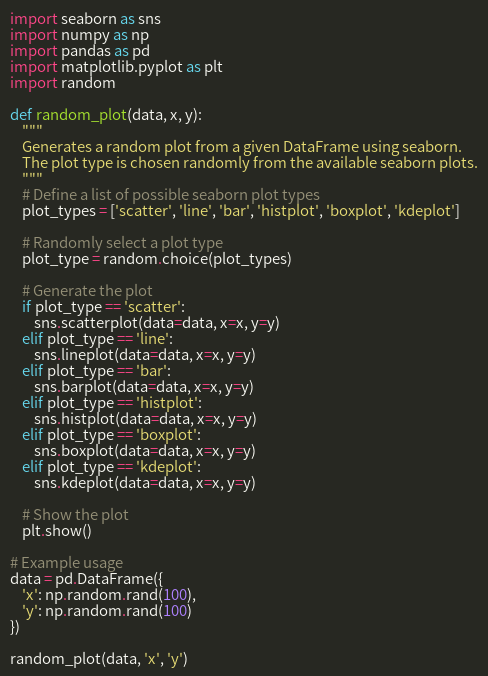 import seaborn as sns
import numpy as np
import pandas as pd
import matplotlib.pyplot as plt
import random

def random_plot(data, x, y):
    """
    Generates a random plot from a given DataFrame using seaborn.
    The plot type is chosen randomly from the available seaborn plots.
    """
    # Define a list of possible seaborn plot types
    plot_types = ['scatter', 'line', 'bar', 'histplot', 'boxplot', 'kdeplot']

    # Randomly select a plot type
    plot_type = random.choice(plot_types)

    # Generate the plot
    if plot_type == 'scatter':
        sns.scatterplot(data=data, x=x, y=y)
    elif plot_type == 'line':
        sns.lineplot(data=data, x=x, y=y)
    elif plot_type == 'bar':
        sns.barplot(data=data, x=x, y=y)
    elif plot_type == 'histplot':
        sns.histplot(data=data, x=x, y=y)
    elif plot_type == 'boxplot':
        sns.boxplot(data=data, x=x, y=y)
    elif plot_type == 'kdeplot':
        sns.kdeplot(data=data, x=x, y=y)

    # Show the plot
    plt.show()

# Example usage
data = pd.DataFrame({
    'x': np.random.rand(100),
    'y': np.random.rand(100)
})

random_plot(data, 'x', 'y')